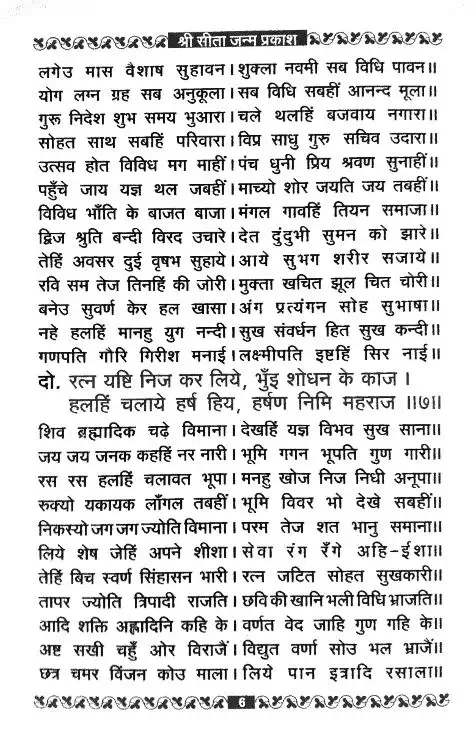 श्री सीता जन्म प्रकाश
लगेउ मास वैशाष सुहावन। शुक्ला नवमी सब विधि पावन॥
योग लग्न ग्रह सब अनुकूला। सब विधि सबहीं आनन्द मूला॥
गुरू निदेश शुभ समय भुआरा। चले थलहिं बजवाय नगारा॥
सोहत साथ सबहिं परिवारा। विप्र साधु गुरु सचिव उदारा॥
उत्सव होत विविध मग माहीं। पंच धुनी प्रिय श्रवण सुनाहीं॥
पहुँचे जाय यज्ञ थल जबहीं। माच्यो शोर जयति जय तबहीं॥
विविध भाँति के बाजत बाजा। मंगल गावहिं तियन समाजा॥
द्विज श्रुति बन्दी विरद उचारे। देत दुंदुभी सुमन को झारे॥
तेहिं अवसर दुई वृषभ सुहाये। आये सुभग शरीर सजाये॥
रवि सम तेज तिनहिं की जोरी। मुक्ता खचित झूल चित चोरी॥
बनेउ सुवर्ण केर हल खासा। अंग प्रत्यंगन सोह सुभाषा॥
नहे हलहिं मानहु युग नन्दी। सुख संवर्धन हित सुख कन्दी॥
गणपति गौरि गिरीश मनाई। लक्ष्मीपति इष्टहिं सिर नाई॥
दो. रत्न यष्टि निज कर लिये, भुँइ शोधन के काज।
हलहिं चलाये हर्ष हिय, हर्षण निमि महराज ॥७॥
शिव ब्रह्मादिक चढ़े विमाना। देखहिं यज्ञ विभव सुख साना॥
जय जय जनक कहहिं नर नारी। भूमि गगन भूपति गुण गारी॥
रस रस हलहिं चलावत भूपा। मनहु खोज निज निधी अनूपा॥
रुक्यो यकायक लाँगल तबहीं। भूमि विवर भो देखे सबहीं॥
निकस्यो जग जग ज्योति विमाना। परम तेज शत भानु समाना॥
लिये शेष जेहिं अपने शीशा। सेवा रंग रँगे अहि-ईशा॥
तेहिं बिच स्वर्ण सिंहासन भारी। रत्न जटित सोहत सुखकारी॥
तापर ज्योति त्रिपादी राजति। छवि की खानि भली विधि भ्राजति॥
आदि शक्ति अह्लादिनि कहि के। वर्णत वेद जाहि गुण गहि के॥
अष्ट सखी चहुँ ओर विराजैं। विद्युत वर्णा सोउ भल भ्राजैं॥
छत्र चमर विंजन कोउ माला। लिये पान इत्रादि रसाला॥
6